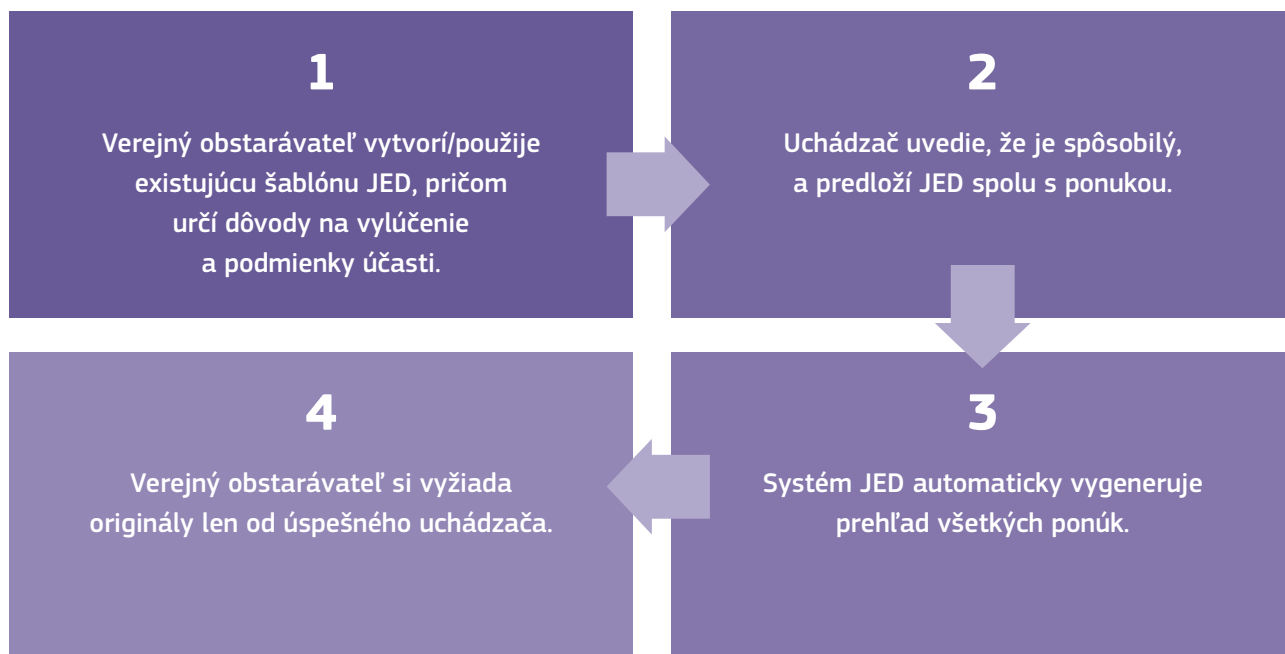 1
Verejný obstarávateľ vytvorí/použije
existujúcu šablónu JED, pričom
určí dôvody na vylúčenie
a podmienky účasti.
2
Uchádzač uvedie, že je spôsobilý,
a predloží JED spolu s ponukou.
3
Systém JED automaticky vygeneruje
prehľad všetkých ponúk.
4
Verejný obstarávateľ si vyžiada
originály len od úspešného uchádzača.